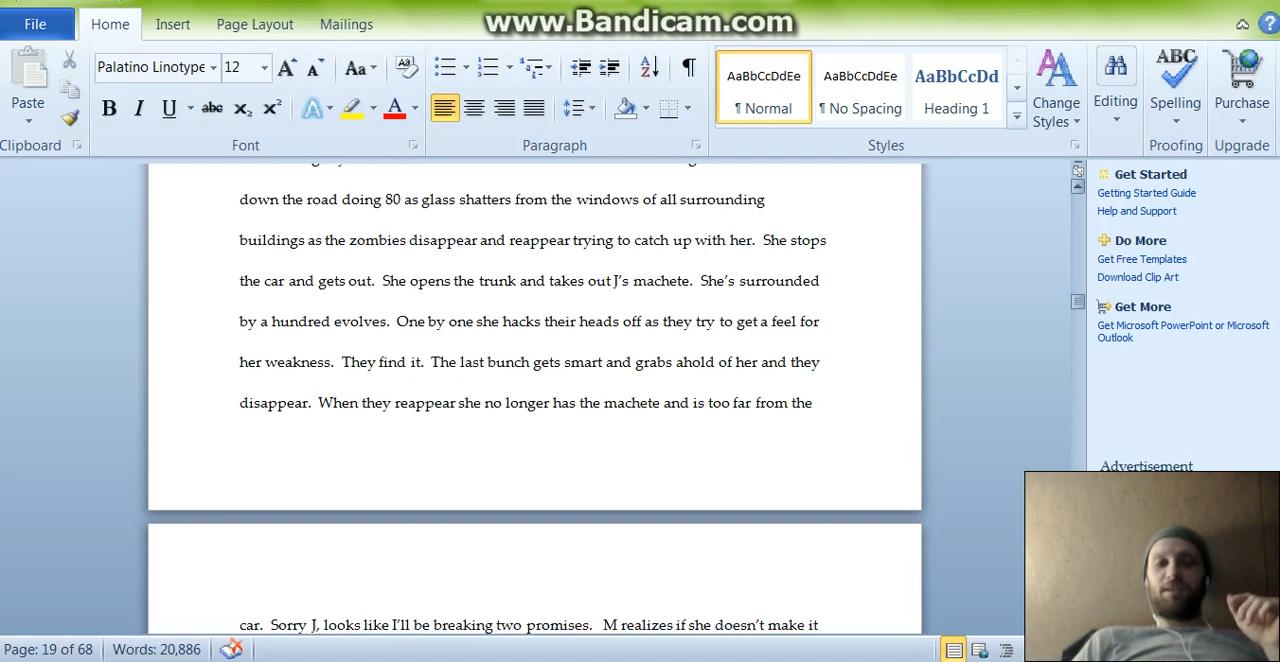 www.Bandicam.com
File Home Insert Page Layout Mailings
Paste
Palatino Linotype 12
Aa
B I U abc X₂ X² A A
AaBbCcDdEe AaBbCcDdEe AaBbCcDd
¶ Normal ¶ No Spacing Heading 1
Change Styles
Editing
ABC
Spelling
Purchase
Clipboard Font Paragraph Styles Proofing Upgrade
down the road doing 80 as glass shatters from the windows of all surrounding
buildings as the zombies disappear and reappear trying to catch up with her. She stops
the car and gets out. She opens the trunk and takes out J's machete. She's surrounded
by a hundred evolves. One by one she hacks their heads off as they try to get a feel for
her weakness. They find it. The last bunch gets smart and grabs ahold of her and they
disappear. When they reappear she no longer has the machete and is too far from the
car. Sorry J, looks like I'll be breaking two promises. M realizes if she doesn't make it
Get Started
Getting Started Guide
Help and Support
Do More
Get Free Templates
Download Clip Art
Get More
Get Microsoft PowerPoint or Microsoft
Outlook
Advertisement
Page: 19 of 68 Words: 20,886